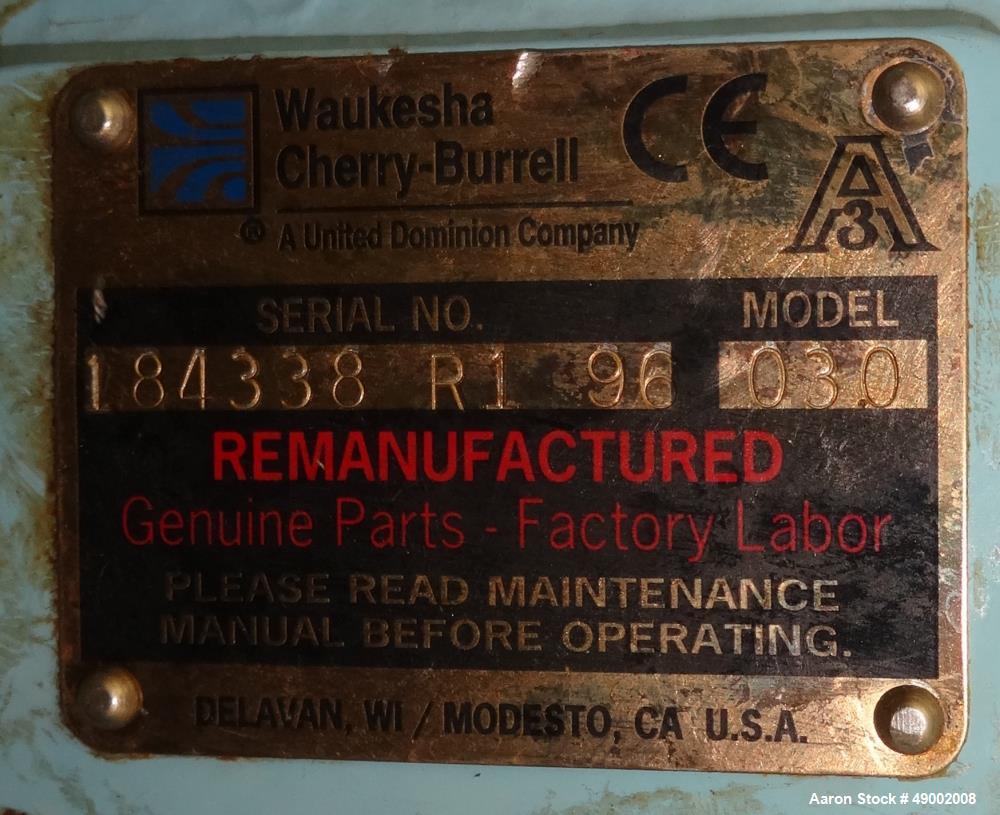 Waukesha
Cherry-Burrell
® A United Dominion Company
CE
A
3
SERIAL NO. MODEL
184338 R1 96 030
REMANUFACTURED
Genuine Parts - Factory Labor
PLEASE READ MAINTENANCE
MANUAL BEFORE OPERATING.
DELAVAN, WI / MODESTO, CA U.S.A.
Aaron Stock # 49002008